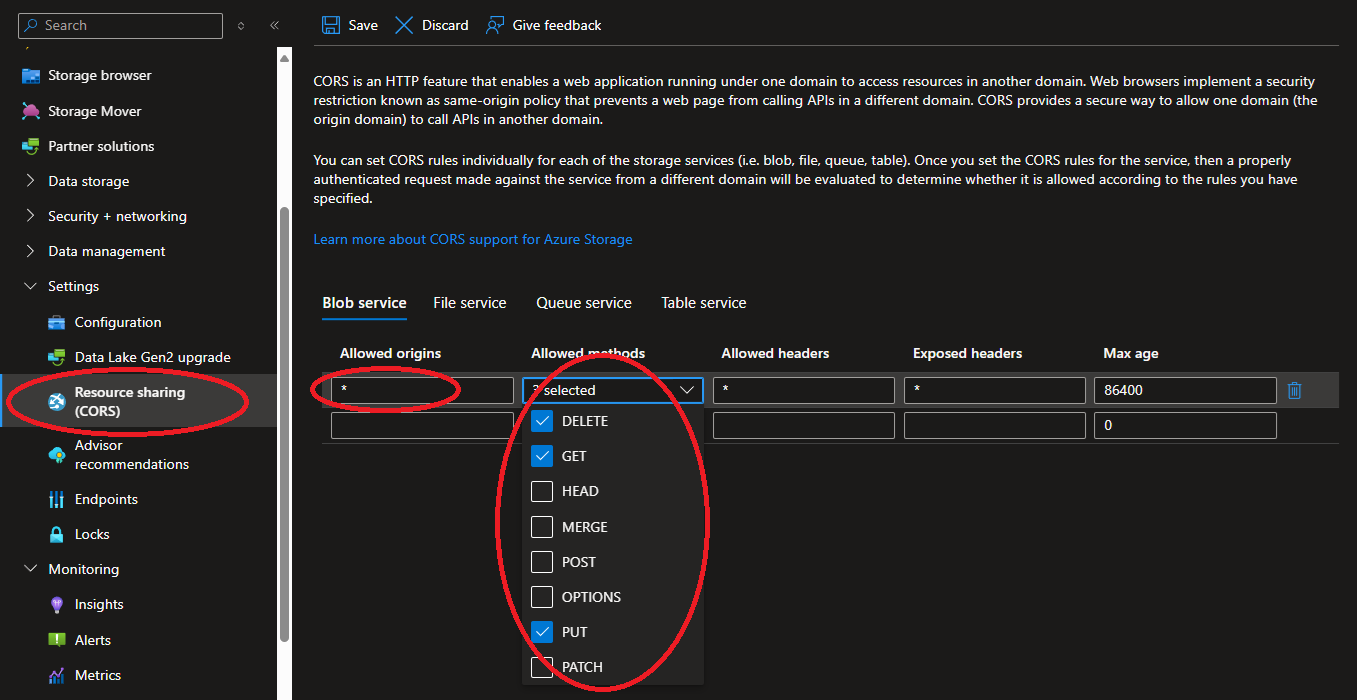 Search
Storage browser
Storage Mover
Partner solutions
Data storage
Security + networking
Data management
Settings
Configuration
Data Lake Gen2 upgrade
Resource sharing
(CORS)
Advisor
recommendations
Endpoints
Locks
Monitoring
Insights
Alerts
Metrics
Save Discard Give feedback
CORS is an HTTP feature that enables a web application running under one domain to access resources in another domain. Web browsers implement a security
restriction known as same-origin policy that prevents a web page from calling APIs in a different domain. CORS provides a secure way to allow one domain (the
origin domain) to call APIs in another domain.
You can set CORS rules individually for each of the storage services (i.e. blob, file, queue, table). Once you set the CORS rules for the service, then a properly
authenticated request made against the service from a different domain will be evaluated to determine whether it is allowed according to the rules you have
specified.
Learn more about CORS support for Azure Storage
Blob service File service Queue service Table service
Allowed origins Allowed methods Allowed headers Exposed headers Max age
* 3 selected * * 86400
0
DELETE
GET
HEAD
MERGE
POST
OPTIONS
PUT
PATCH